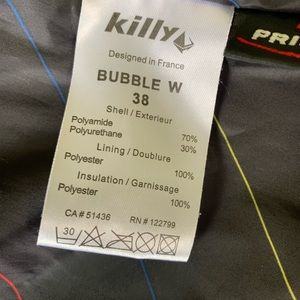 killy
Designed in France
BUBBLE W
38
Shell / Exterieur
Polyamide 70%
Polyurethane 30%
Lining / Doublure
Polyester 100%
Insulation / Garnissage
Polyester 100%
CA # 51436 RN # 122799
30